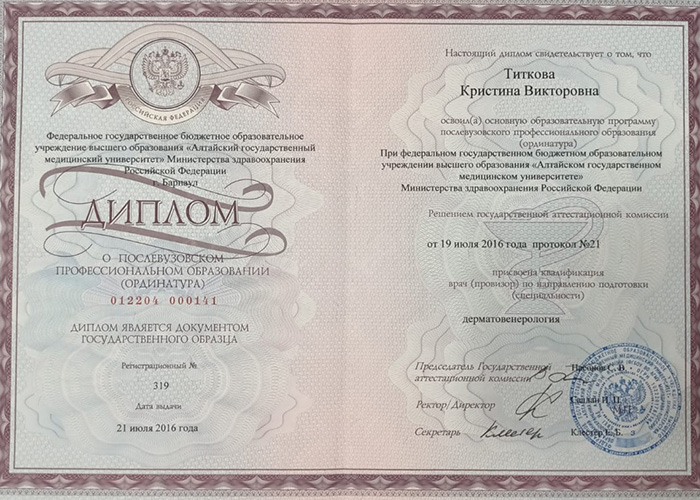 РОССИЙСКАЯ ФЕДЕРАЦИЯ
Федеральное государственное бюджетное образовательное
учреждение высшего образования «Алтайский государственный
медицинский университет» Министерства здравоохранения
Российской Федерации
г. Барнаул
ДИПЛОМ
О ПОСЛЕВУЗОВСКОМ
ПРОФЕССИОНАЛЬНОМ ОБРАЗОВАНИИ
(ОРДИНАТУРА)
012204 000141
ДИПЛОМ ЯВЛЯЕТСЯ ДОКУМЕНТОМ
ГОСУДАРСТВЕННОГО ОБРАЗЦА
Регистрационный №
319
Дата выдачи
21 июля 2016 года
Настоящий диплом свидетельствует о том, что
Титкова
Кристина Викторовна
освоил(а) основную образовательную программу
послевузовского профессионального образования
(ординатура)
При федеральном государственном бюджетном образовательном
учреждении высшего образования «Алтайском государственном
медицинском университете»
Министерства здравоохранения Российской Федерации
Решением государственной аттестационной комиссии
от 19 июля 2016 года протокол №21
присвоена квалификация
врач (провизор) по направлению подготовки
(специальности)
дерматовенерология
Председатель Государственной
аттестационной комиссии
Ректор/Директор
Салдан И. П.
Секретарь Клестер Клестер Е. Б.